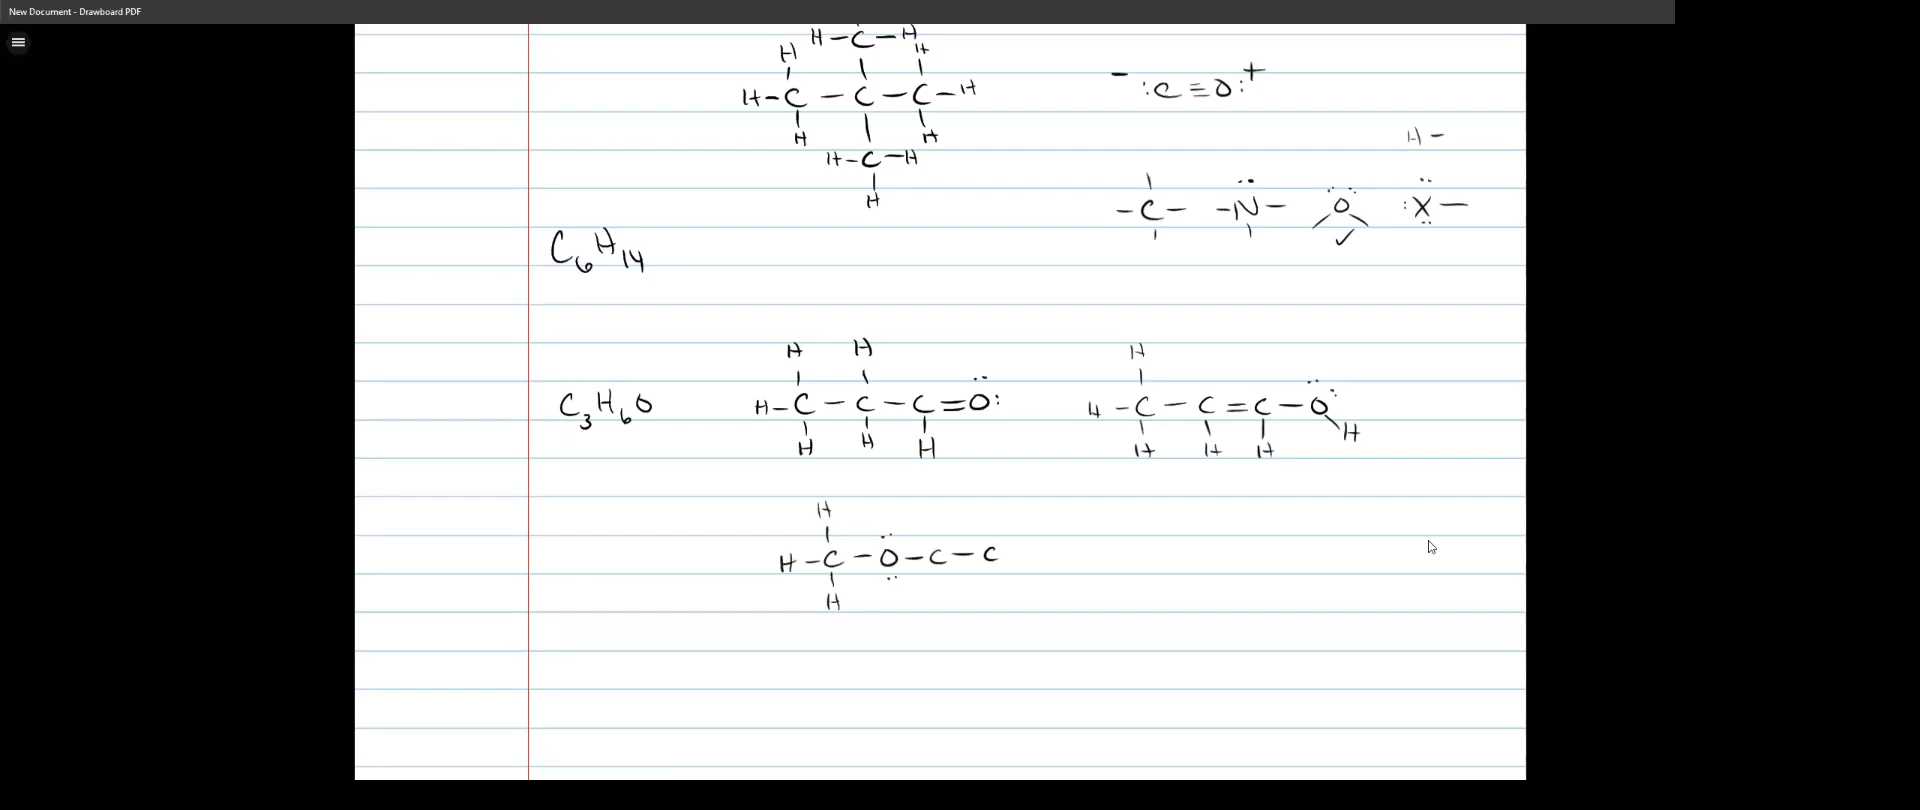 New Document - Drawboard PDF
H-C-H
H H
H-C-C-C-H
H H
H-C-H
H
- :C≡O:+
H-
-C- -N- O :X-
✓
C6H14
H H
C3H6O H-C-C-C=O:
H H H
H
H-C-C=C-O
H
H H H
H
H-C-O-C-C
H